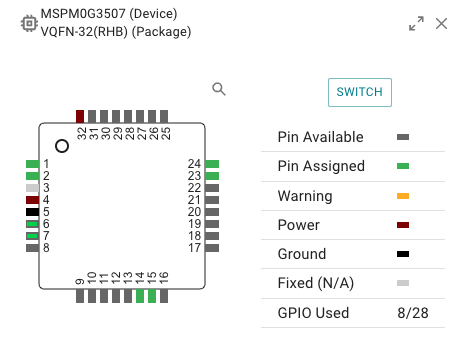 MSPM0G3507 (Device)
VQFN-32(RHB) (Package)
SWITCH
32 31 30 29 28 27 26 25
1 24
2 23
3 22
4 21
5 20
6 19
7 18
8 17
9 10 11 12 13 14 15 16
Pin Available
Pin Assigned
Warning
Power
Ground
Fixed (N/A)
GPIO Used 8/28